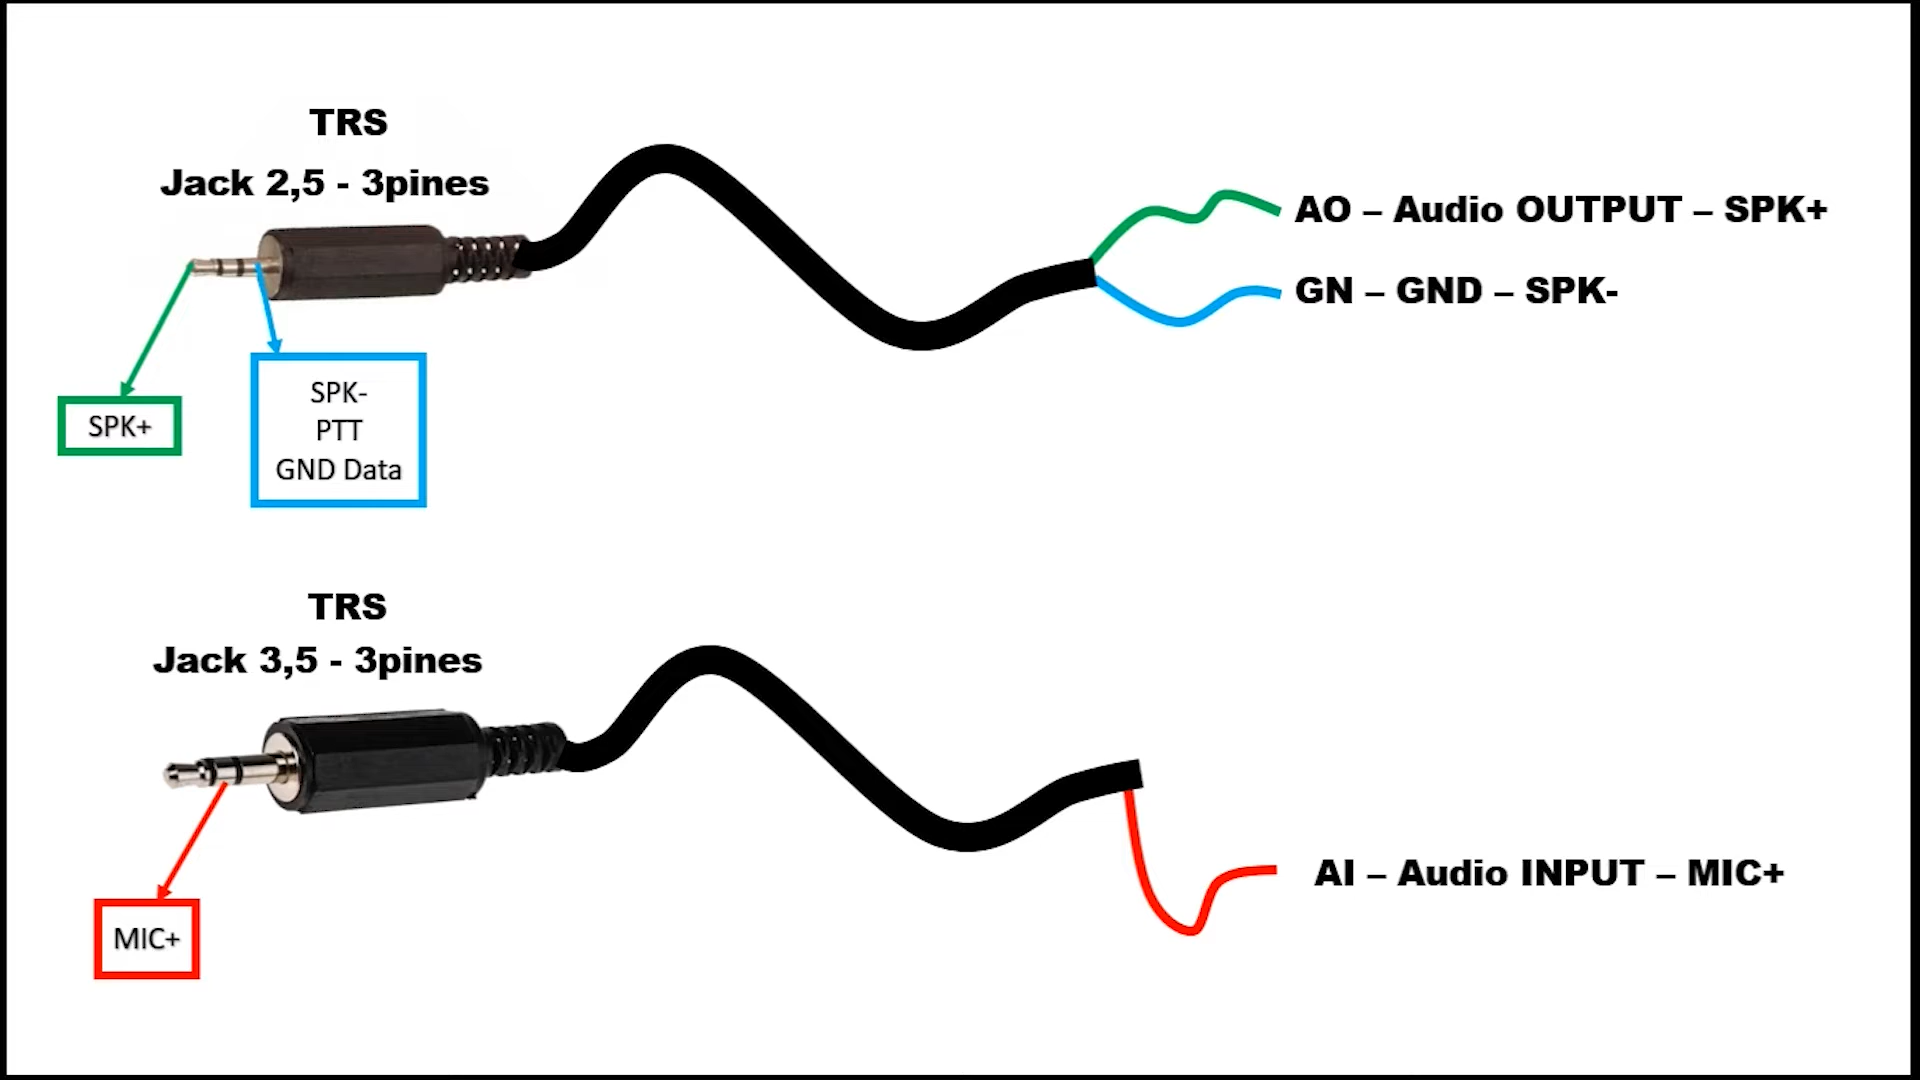 TRS
Jack 2,5 - 3pines
AO – Audio OUTPUT – SPK+
GN – GND – SPK-
SPK+
SPK-
PTT
GND Data
TRS
Jack 3,5 - 3pines
AI – Audio INPUT – MIC+
MIC+